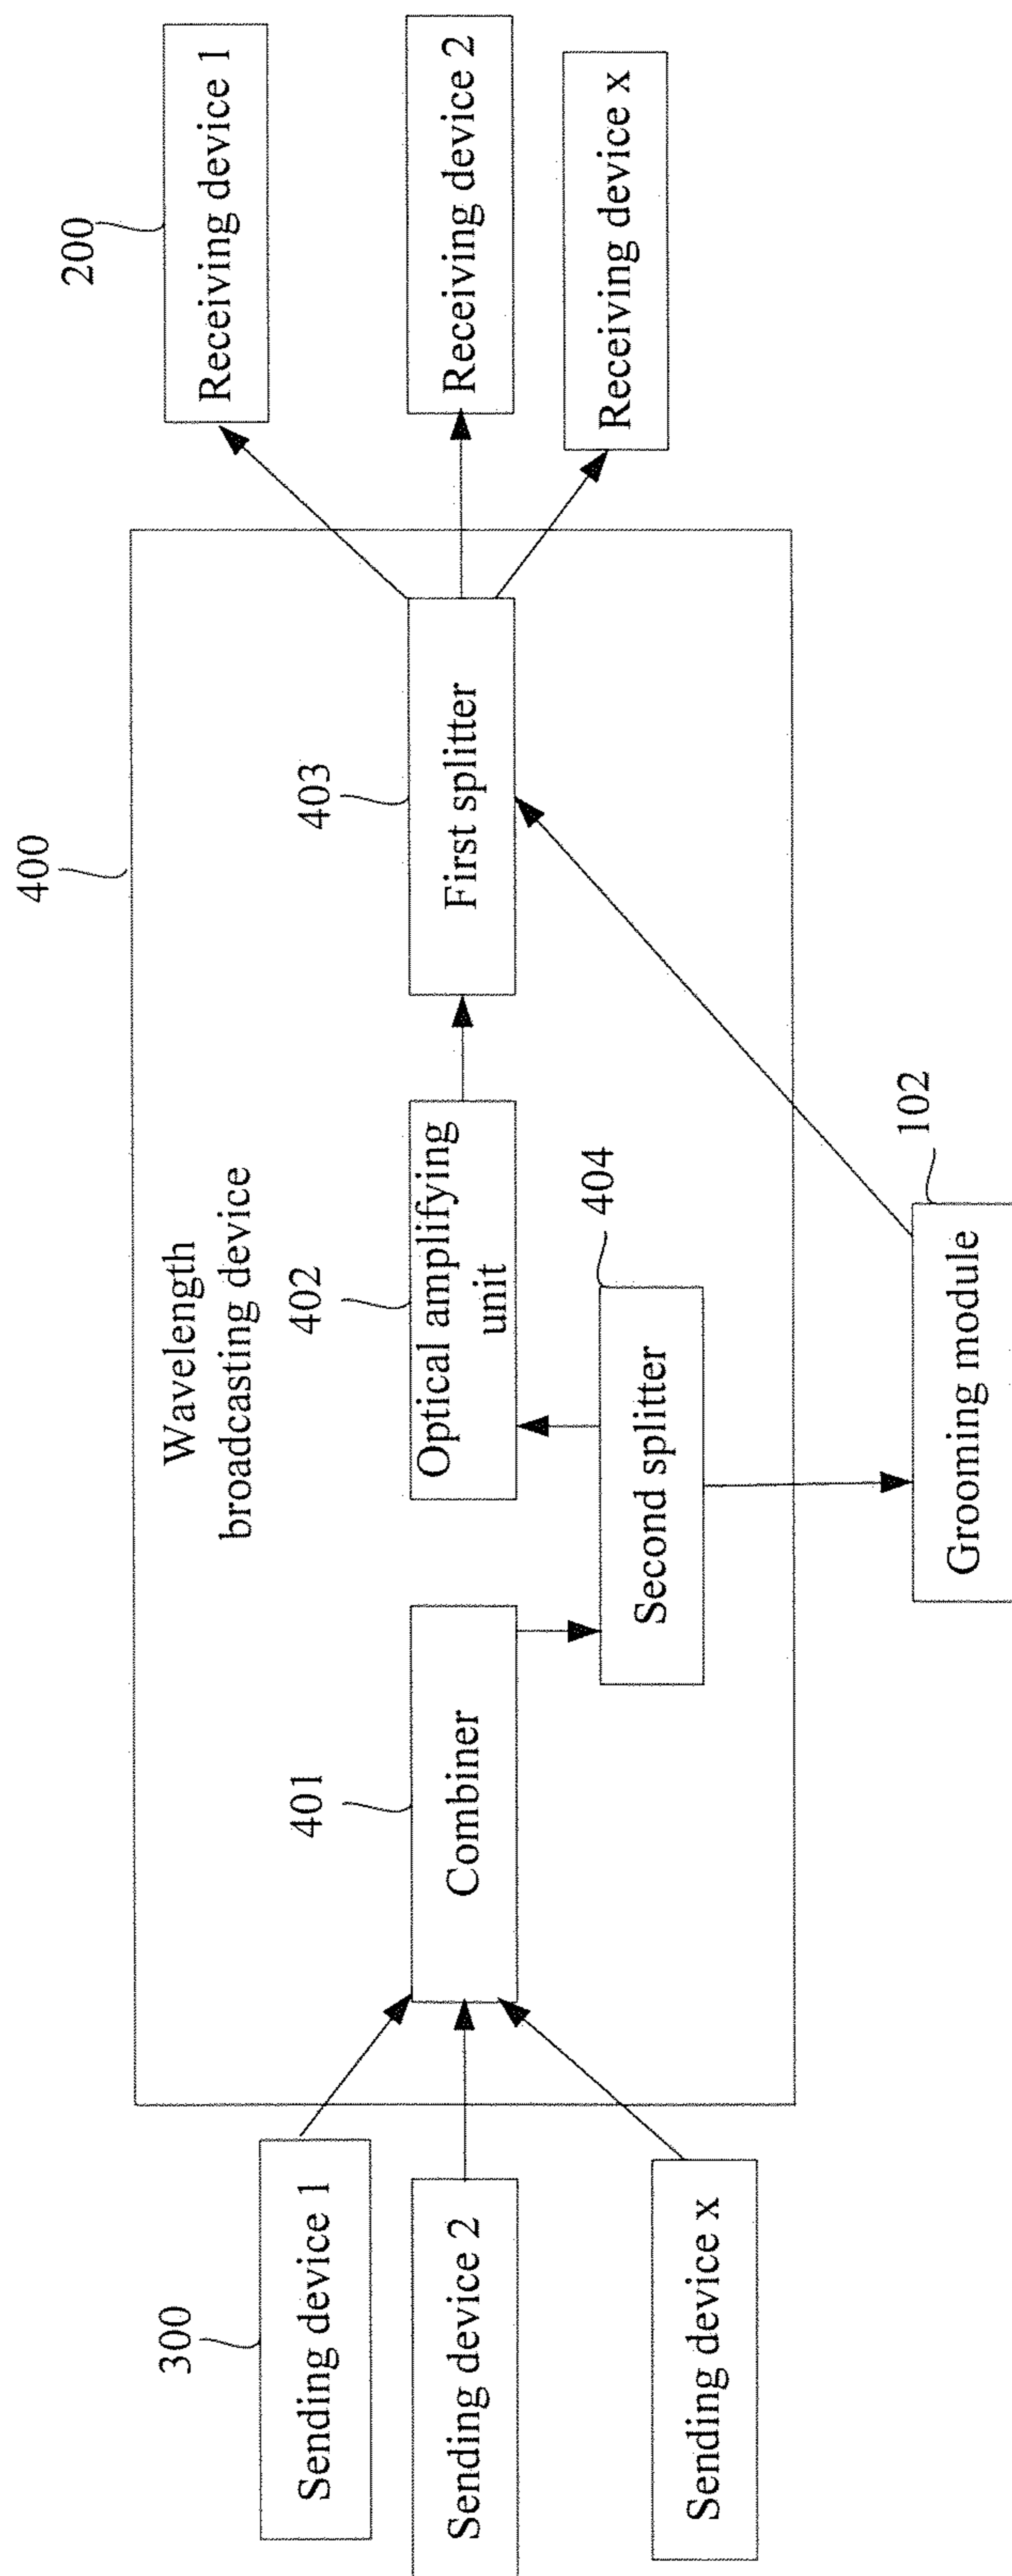 400
Wavelength
broadcasting device
300
Sending device 1
Sending device 2
Sending device x
401
Combiner
402
Optical amplifying
unit
404
Second splitter
403
First splitter
200
Receiving device 1
Receiving device 2
Receiving device x
102
Grooming module